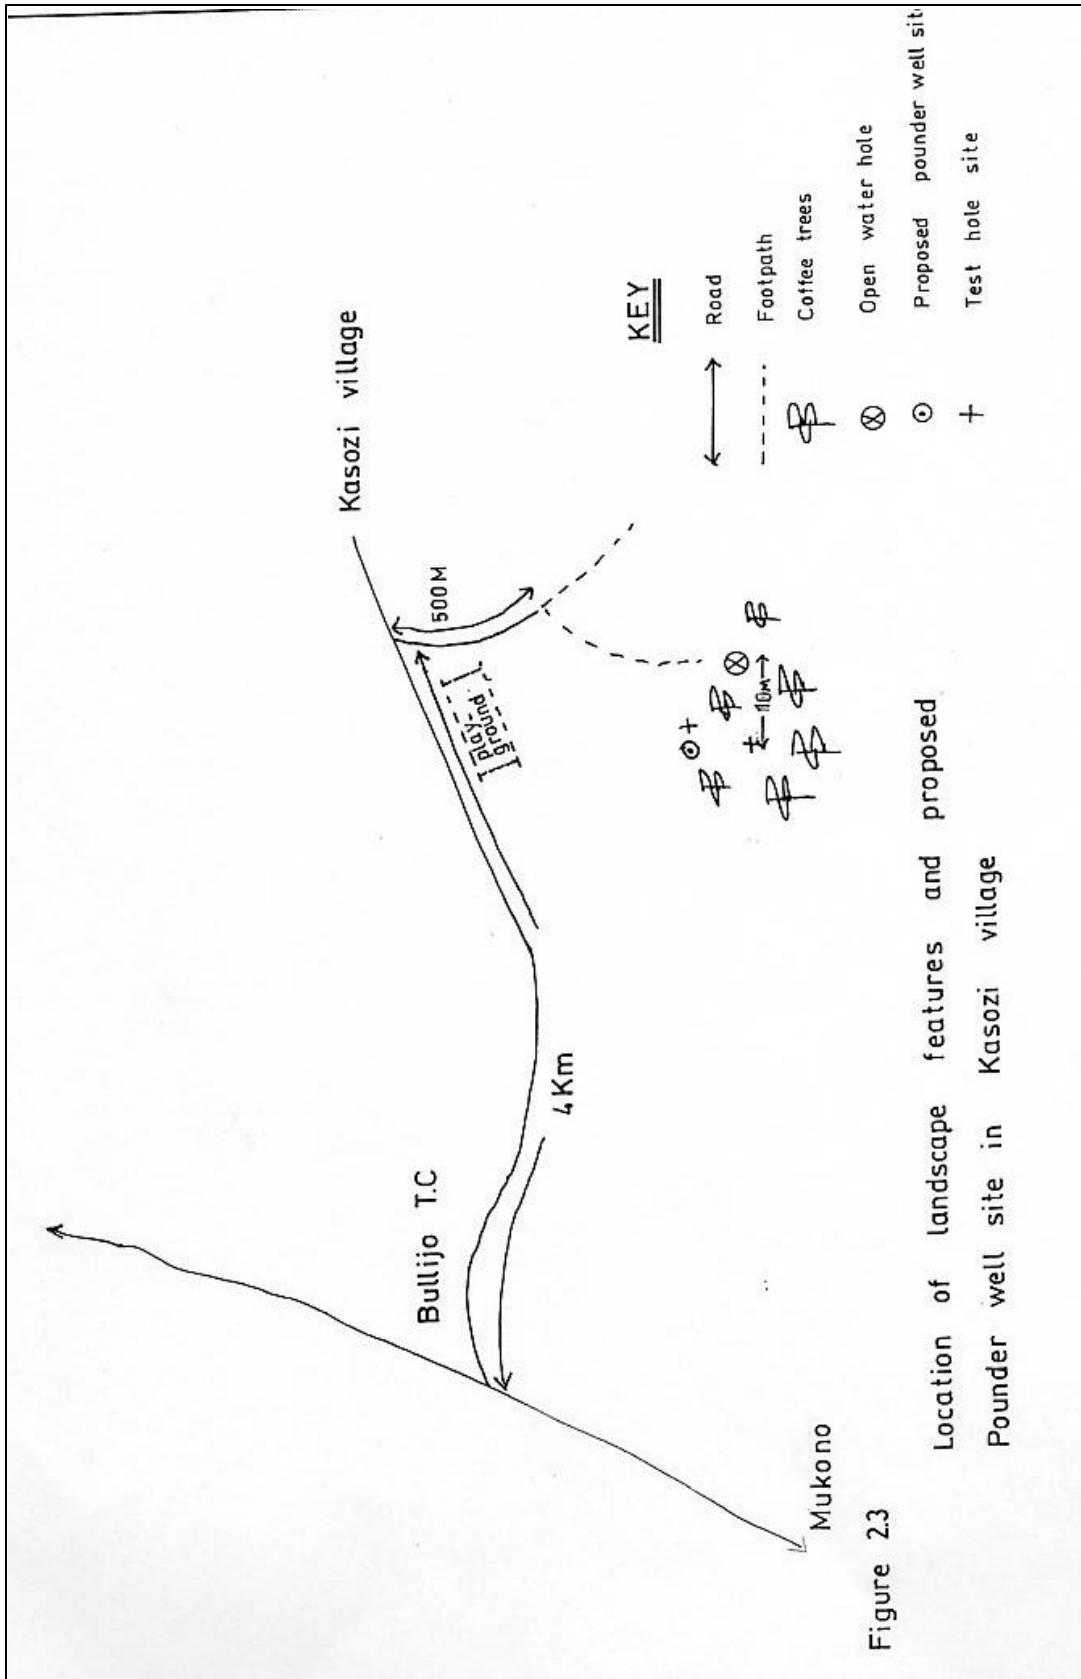 Kasozi village
500M
play-
ground
4Km
Bullijo T.C
10M
Mukono
KEY
Road
Footpath
Coffee trees
Open water hole
Proposed pounder well sit
Test hole site
Figure 2.3
Location of landscape features and proposed
Pounder well site in Kasozi village